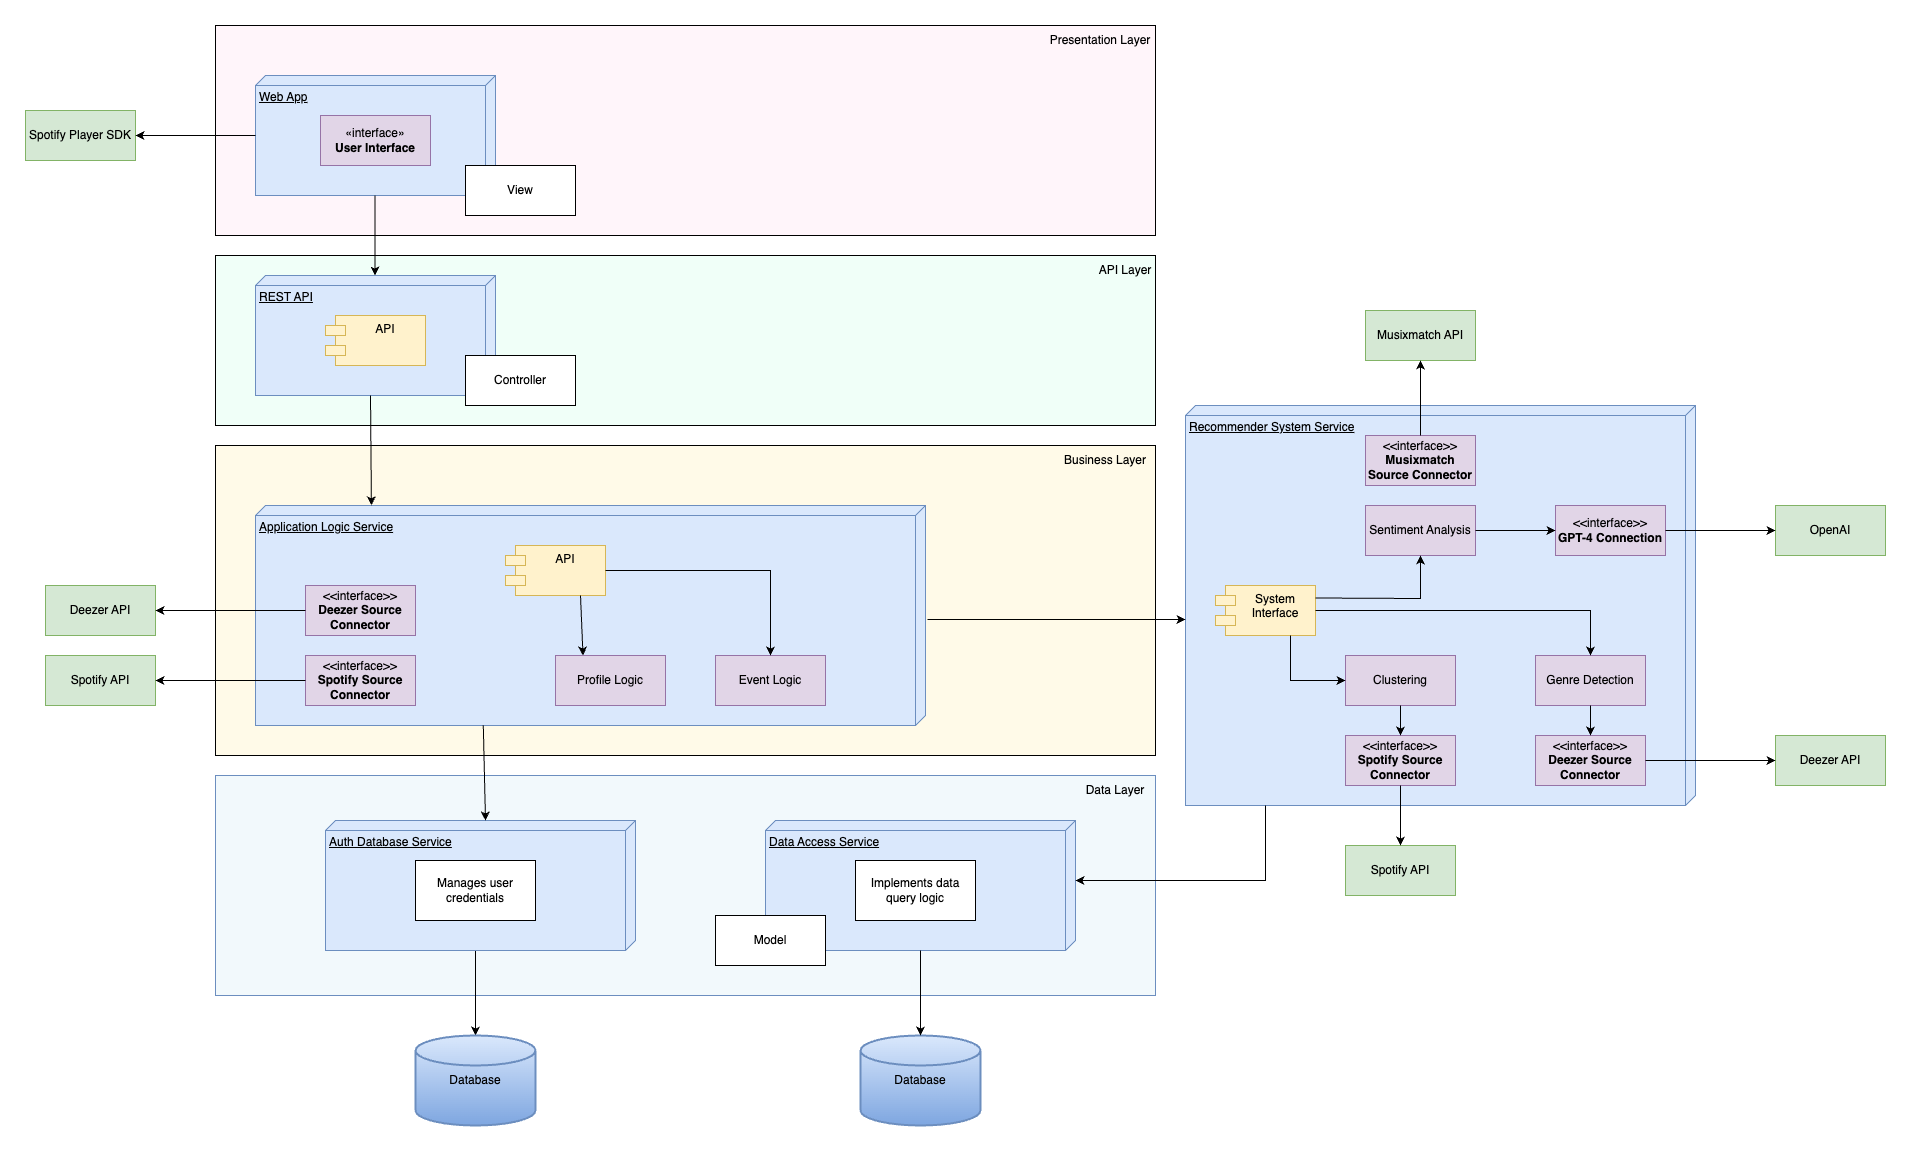 Presentation Layer
Web App
«interface»
User Interface
Spotify Player SDK
View
API Layer
REST API
API
Controller
Musixmatch API
Business Layer
Recommender System Service
<<interface>>
Musixmatch
Source Connector
Application Logic Service
API
Sentiment Analysis
<<interface>>
GPT-4 Connection
OpenAI
Deezer API
<<interface>>
Deezer Source
Connector
System
Interface
Spotify API
<<interface>>
Spotify Source
Connector
Profile Logic
Event Logic
Clustering
Genre Detection
<<interface>>
Spotify Source
Connector
<<interface>>
Deezer Source
Connector
Deezer API
Data Layer
Auth Database Service
Manages user
credentials
Data Access Service
Implements data
query logic
Spotify API
Model
Database
Database